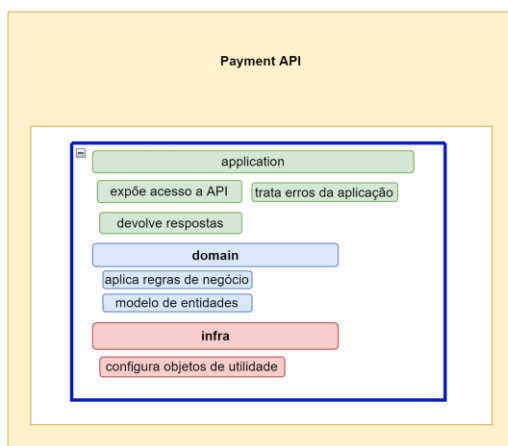 Payment API
application
expõe acesso a API
trata erros da aplicação
devolve respostas
domain
aplica regras de negócio
modelo de entidades
infra
configura objetos de utilidade